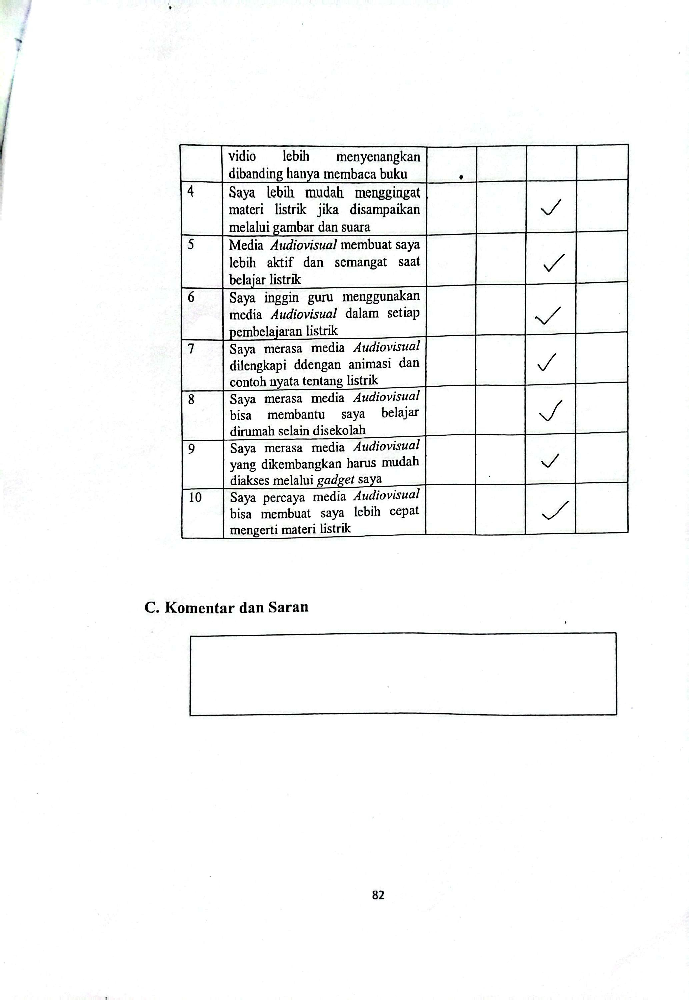 vidio lebih menyenangkan
dibanding hanya membaca buku
4 Saya lebih mudah menggingat
materi listrik jika disampaikan
melalui gambar dan suara
5 Media Audiovisual membuat saya
lebih aktif dan semangat saat
belajar listrik
6 Saya inggin guru menggunakan
media Audiovisual dalam setiap
pembelajaran listrik
7 Saya merasa media Audiovisual
dilengkapi ddengan animasi dan
contoh nyata tentang listrik
8 Saya merasa media Audiovisual
bisa membantu saya belajar
dirumah selain disekolah
9 Saya merasa media Audiovisual
yang dikembangkan harus mudah
diakses melalui gadget saya
10 Saya percaya media Audiovisual
bisa membuat saya lebih cepat
mengerti materi listrik
C. Komentar dan Saran
82